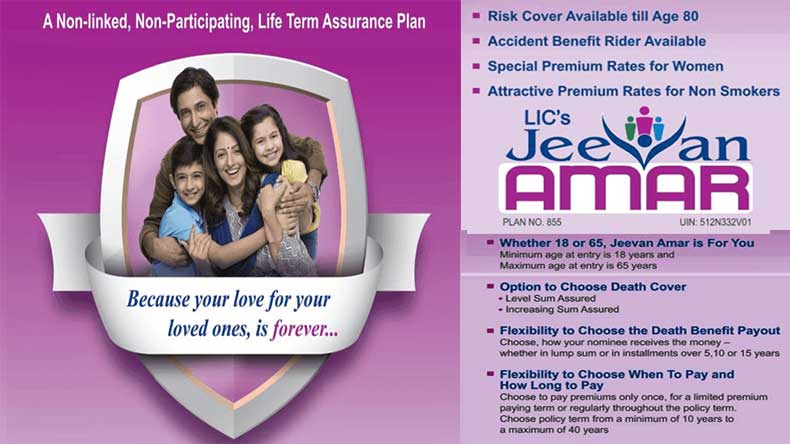 A Non-linked, Non-Participating, Life Term Assurance Plan
Because your love for your
loved ones, is forever...
Risk Cover Available till Age 80
Accident Benefit Rider Available
Special Premium Rates for Women
Attractive Premium Rates for Non Smokers
LIC's
Jeevan
AMAR
PLAN NO. 855 UIN: 512N332V01
Whether 18 or 65, Jeevan Amar is For You
Minimum age at entry is 18 years and
Maximum age at entry is 65 years
Option to Choose Death Cover
• Level Sum Assured
• Increasing Sum Assured
Flexibility to Choose the Death Benefit Payout
Choose, how your nominee receives the money –
whether in lump sum or in installments over 5,10 or 15 years
Flexibility to Choose When To Pay and
How Long to Pay
Choose to pay premiums only once, for a limited premium
paying term or regularly throughout the policy term.
Choose policy term from a minimum of 10 years to
a maximum of 40 years